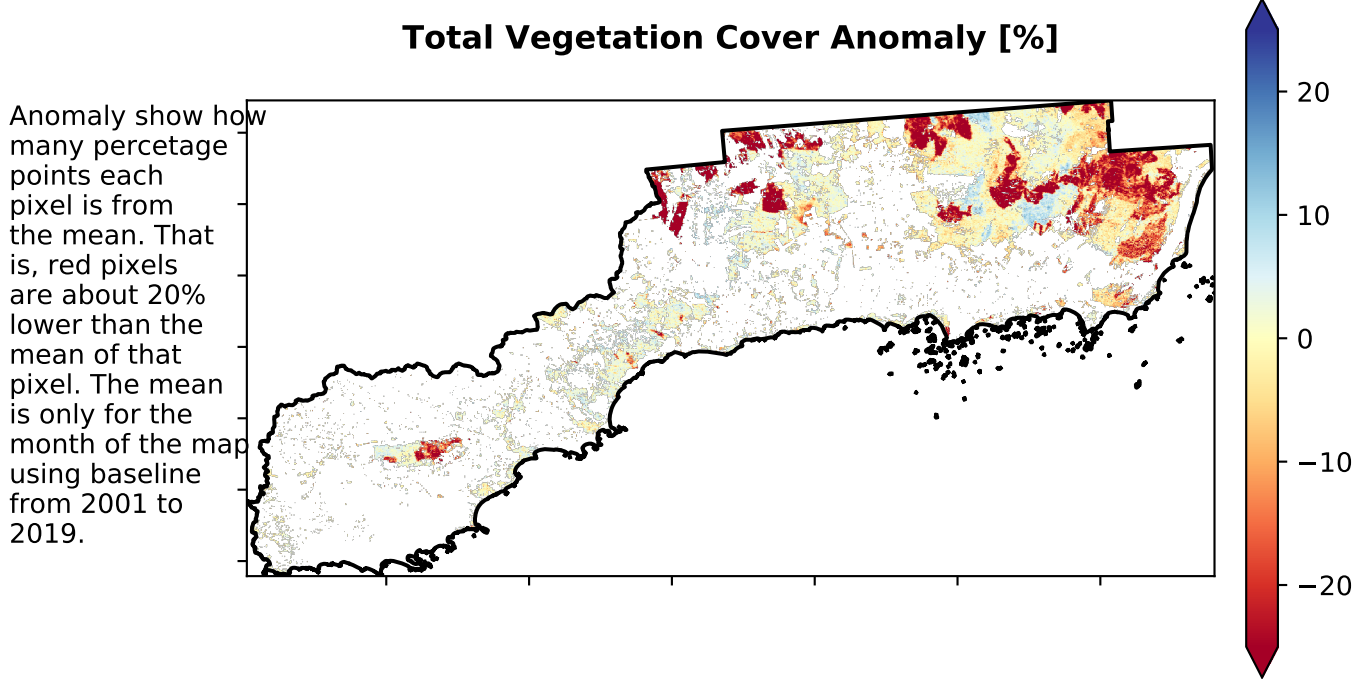 Total Vegetation Cover Anomaly [%]
Anomaly show how
many percetage
points each
pixel is from
the mean. That
is, red pixels
are about 20%
lower than the
mean of that
pixel. The mean
is only for the
month of the map
using baseline
from 2001 to
2019.
20
10
0
−10
−20